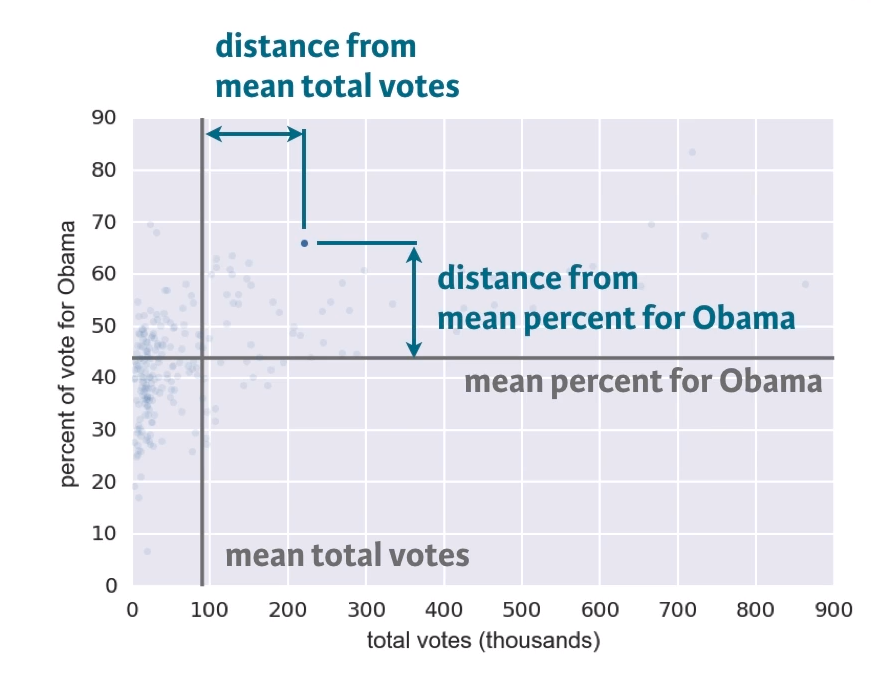 distance from
mean total votes
90
80
70
60
50
40
30
20
10
0
percent of vote for Obama
distance from
mean percent for Obama
mean percent for Obama
mean total votes
0 100 200 300 400 500 600 700 800 900
total votes (thousands)